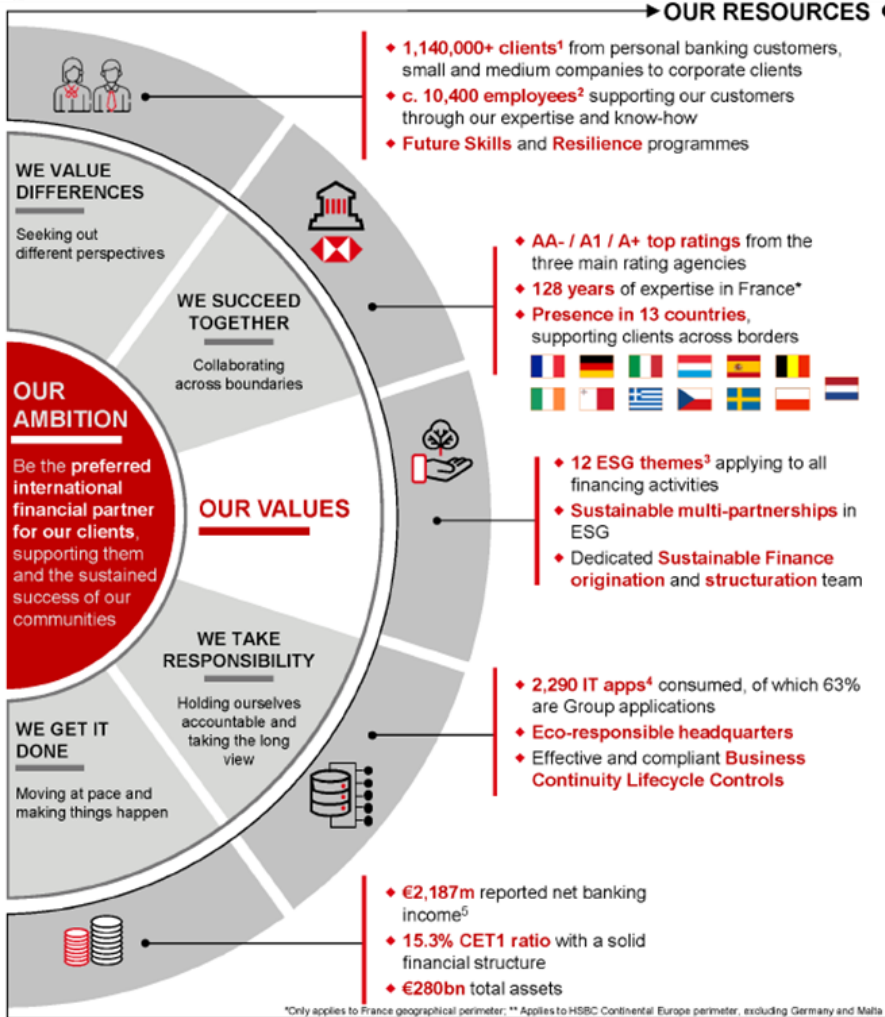 OUR RESOURCES
◆ 1,140,000+ clients¹ from personal banking customers,
small and medium companies to corporate clients
◆ c. 10,400 employees² supporting our customers
through our expertise and know-how
◆ Future Skills and Resilience programmes
WE VALUE
DIFFERENCES
Seeking out
different perspectives
◆ AA- / A1 / A+ top ratings from the
three main rating agencies
◆ 128 years of expertise in France*
◆ Presence in 13 countries,
supporting clients across borders
WE SUCCEED
TOGETHER
Collaborating
across boundaries
OUR
AMBITION
Be the preferred
international
financial partner
for our clients,
supporting them
and the sustained
success of our
communities
OUR VALUES
◆ 12 ESG themes³ applying to all
financing activities
◆ Sustainable multi-partnerships in
ESG
◆ Dedicated Sustainable Finance
origination and structuration team
WE TAKE
RESPONSIBILITY
Holding ourselves
accountable and
taking the long
view
◆ 2,290 IT apps⁴ consumed, of which 63%
are Group applications
◆ Eco-responsible headquarters
◆ Effective and compliant Business
Continuity Lifecycle Controls
WE GET IT
DONE
Moving at pace and
making things happen
◆ €2,187m reported net banking
income⁵
◆ 15.3% CET1 ratio with a solid
financial structure
◆ €280bn total assets
*Only applies to France geographical perimeter; ** Applies to HSBC Continental Europe perimeter, excluding Germany and Malta